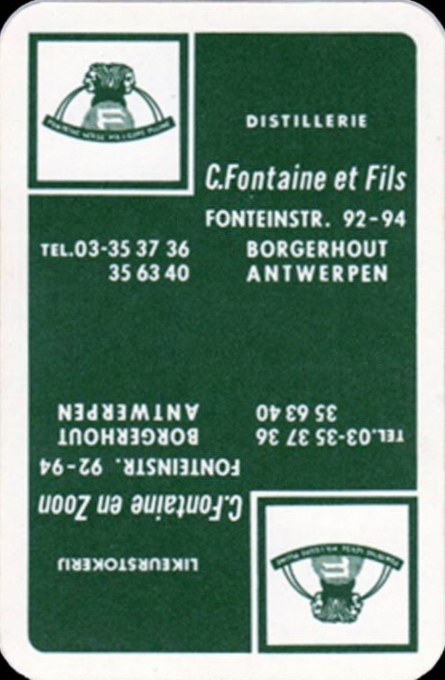 DISTILLERIE
C.Fontaine et Fils
FONTEINSTR. 92-94
BORGERHOUT
ANTWERPEN
TEL.03-35 37 36
35 63 40
LIKEURSTOKERIJ
C.Fontaine en Zoon
FONTEINSTR. 92-94
BORGERHOUT
ANTWERPEN
TEL.03-35 37 36
35 63 40